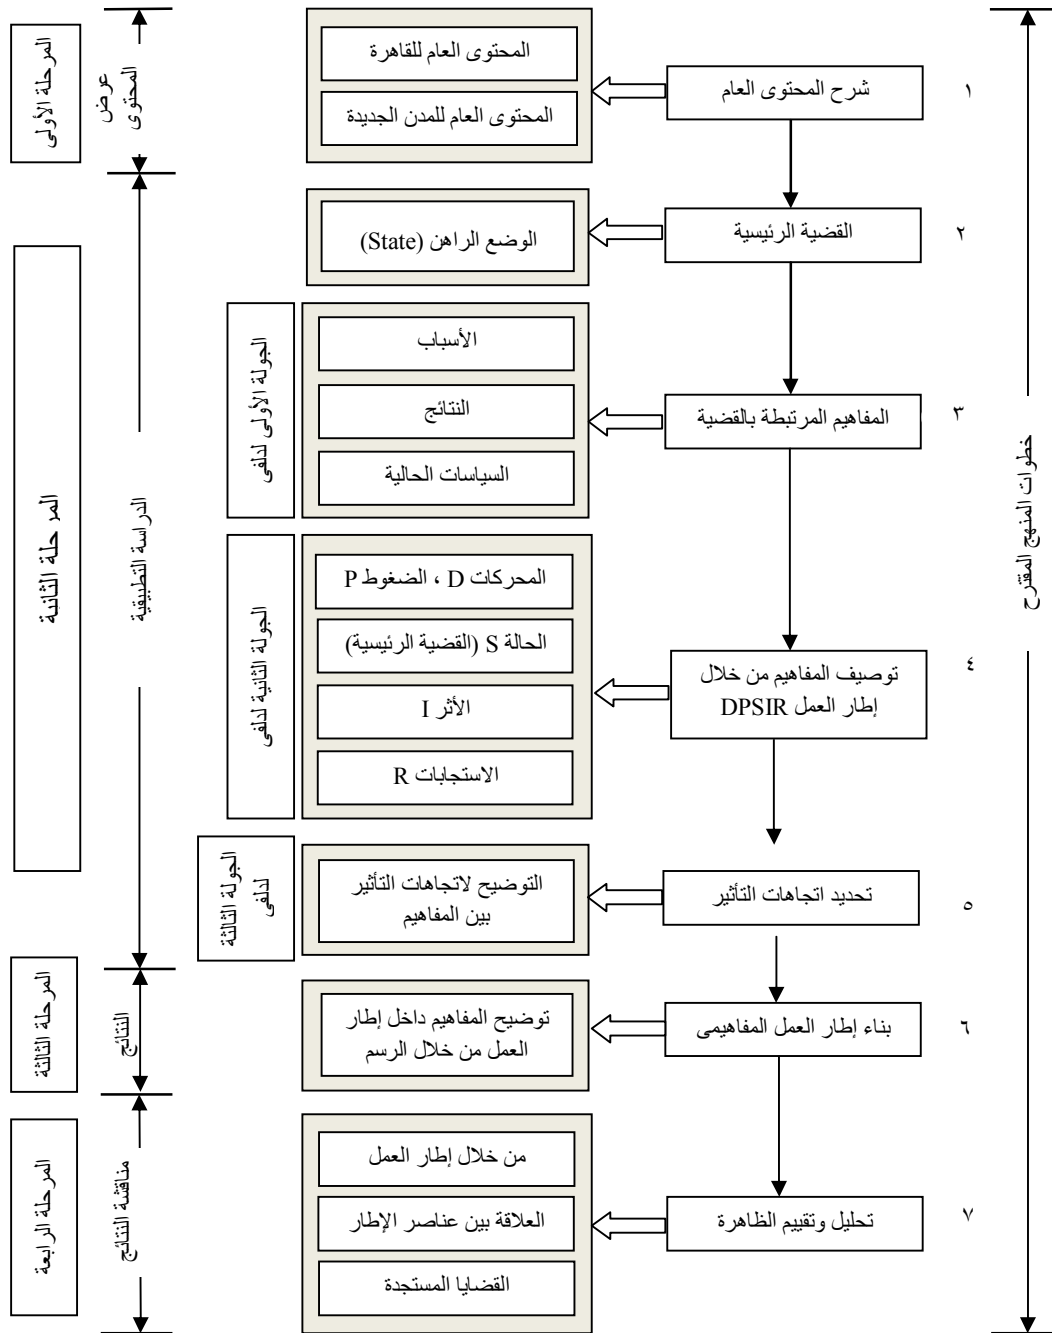 خطوات المنهج المقترح
١
شرح المحتوى العام
المحتوى العام للقاهرة
المحتوى العام للمدن الجديدة
عرض
المحتوى
المرحلة الأولى
٢
القضية الرئيسية
الوضع الراهن (State)
٣
المفاهيم المرتبطة بالقضية
الأسباب
النتائج
السياسات الحالية
الجولة الأولى لدلفى
الدراسة التطبيقية
المرحلة الثانية
٤
توصيف المفاهيم من خلال
إطار العمل DPSIR
المحركات D ، الضغوط P
الحالة S (القضية الرئيسية)
الأثر I
الاستجابات R
الجولة الثانية لدلفى
٥
تحديد اتجاهات التأثير
التوضيح لاتجاهات التأثير
بين المفاهيم
الجولة الثالثة
لدلفى
٦
بناء إطار العمل المفاهيمى
توضيح المفاهيم داخل إطار
العمل من خلال الرسم
النتائج
المرحلة الثالثة
٧
تحليل وتقييم الظاهرة
من خلال إطار العمل
العلاقة بين عناصر الإطار
القضايا المستجدة
مناقشة النتائج
المرحلة الرابعة